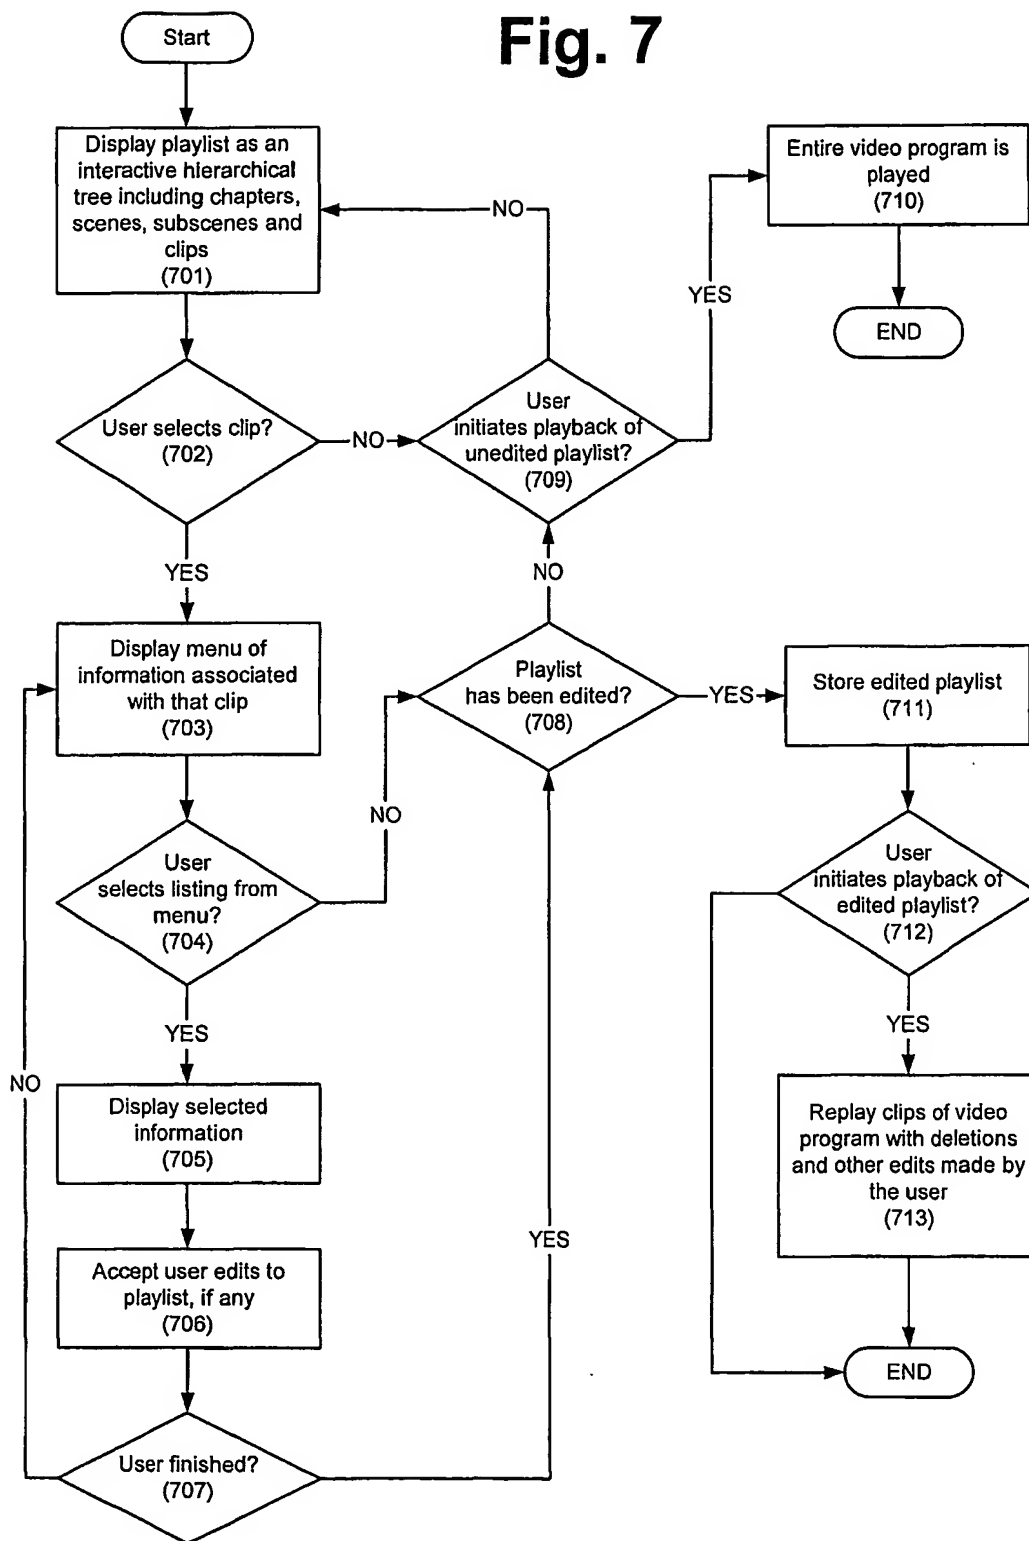 Fig. 7
Start
Display playlist as an
interactive hierarchical
tree including chapters,
scenes, subscenes and
clips
(701)
NO
Entire video program is
played
(710)
YES
END
User selects clip?
(702)
NO
User
initiates playback of
unedited playlist?
(709)
YES
NO
Display menu of
information associated
with that clip
(703)
Playlist
has been edited?
(708)
YES
Store edited playlist
(711)
NO
User
selects listing from
menu?
(704)
User
initiates playback of
edited playlist?
(712)
YES
YES
NO
Display selected
information
(705)
Replay clips of video
program with deletions
and other edits made by
the user
(713)
YES
Accept user edits to
playlist, if any
(706)
END
User finished?
(707)